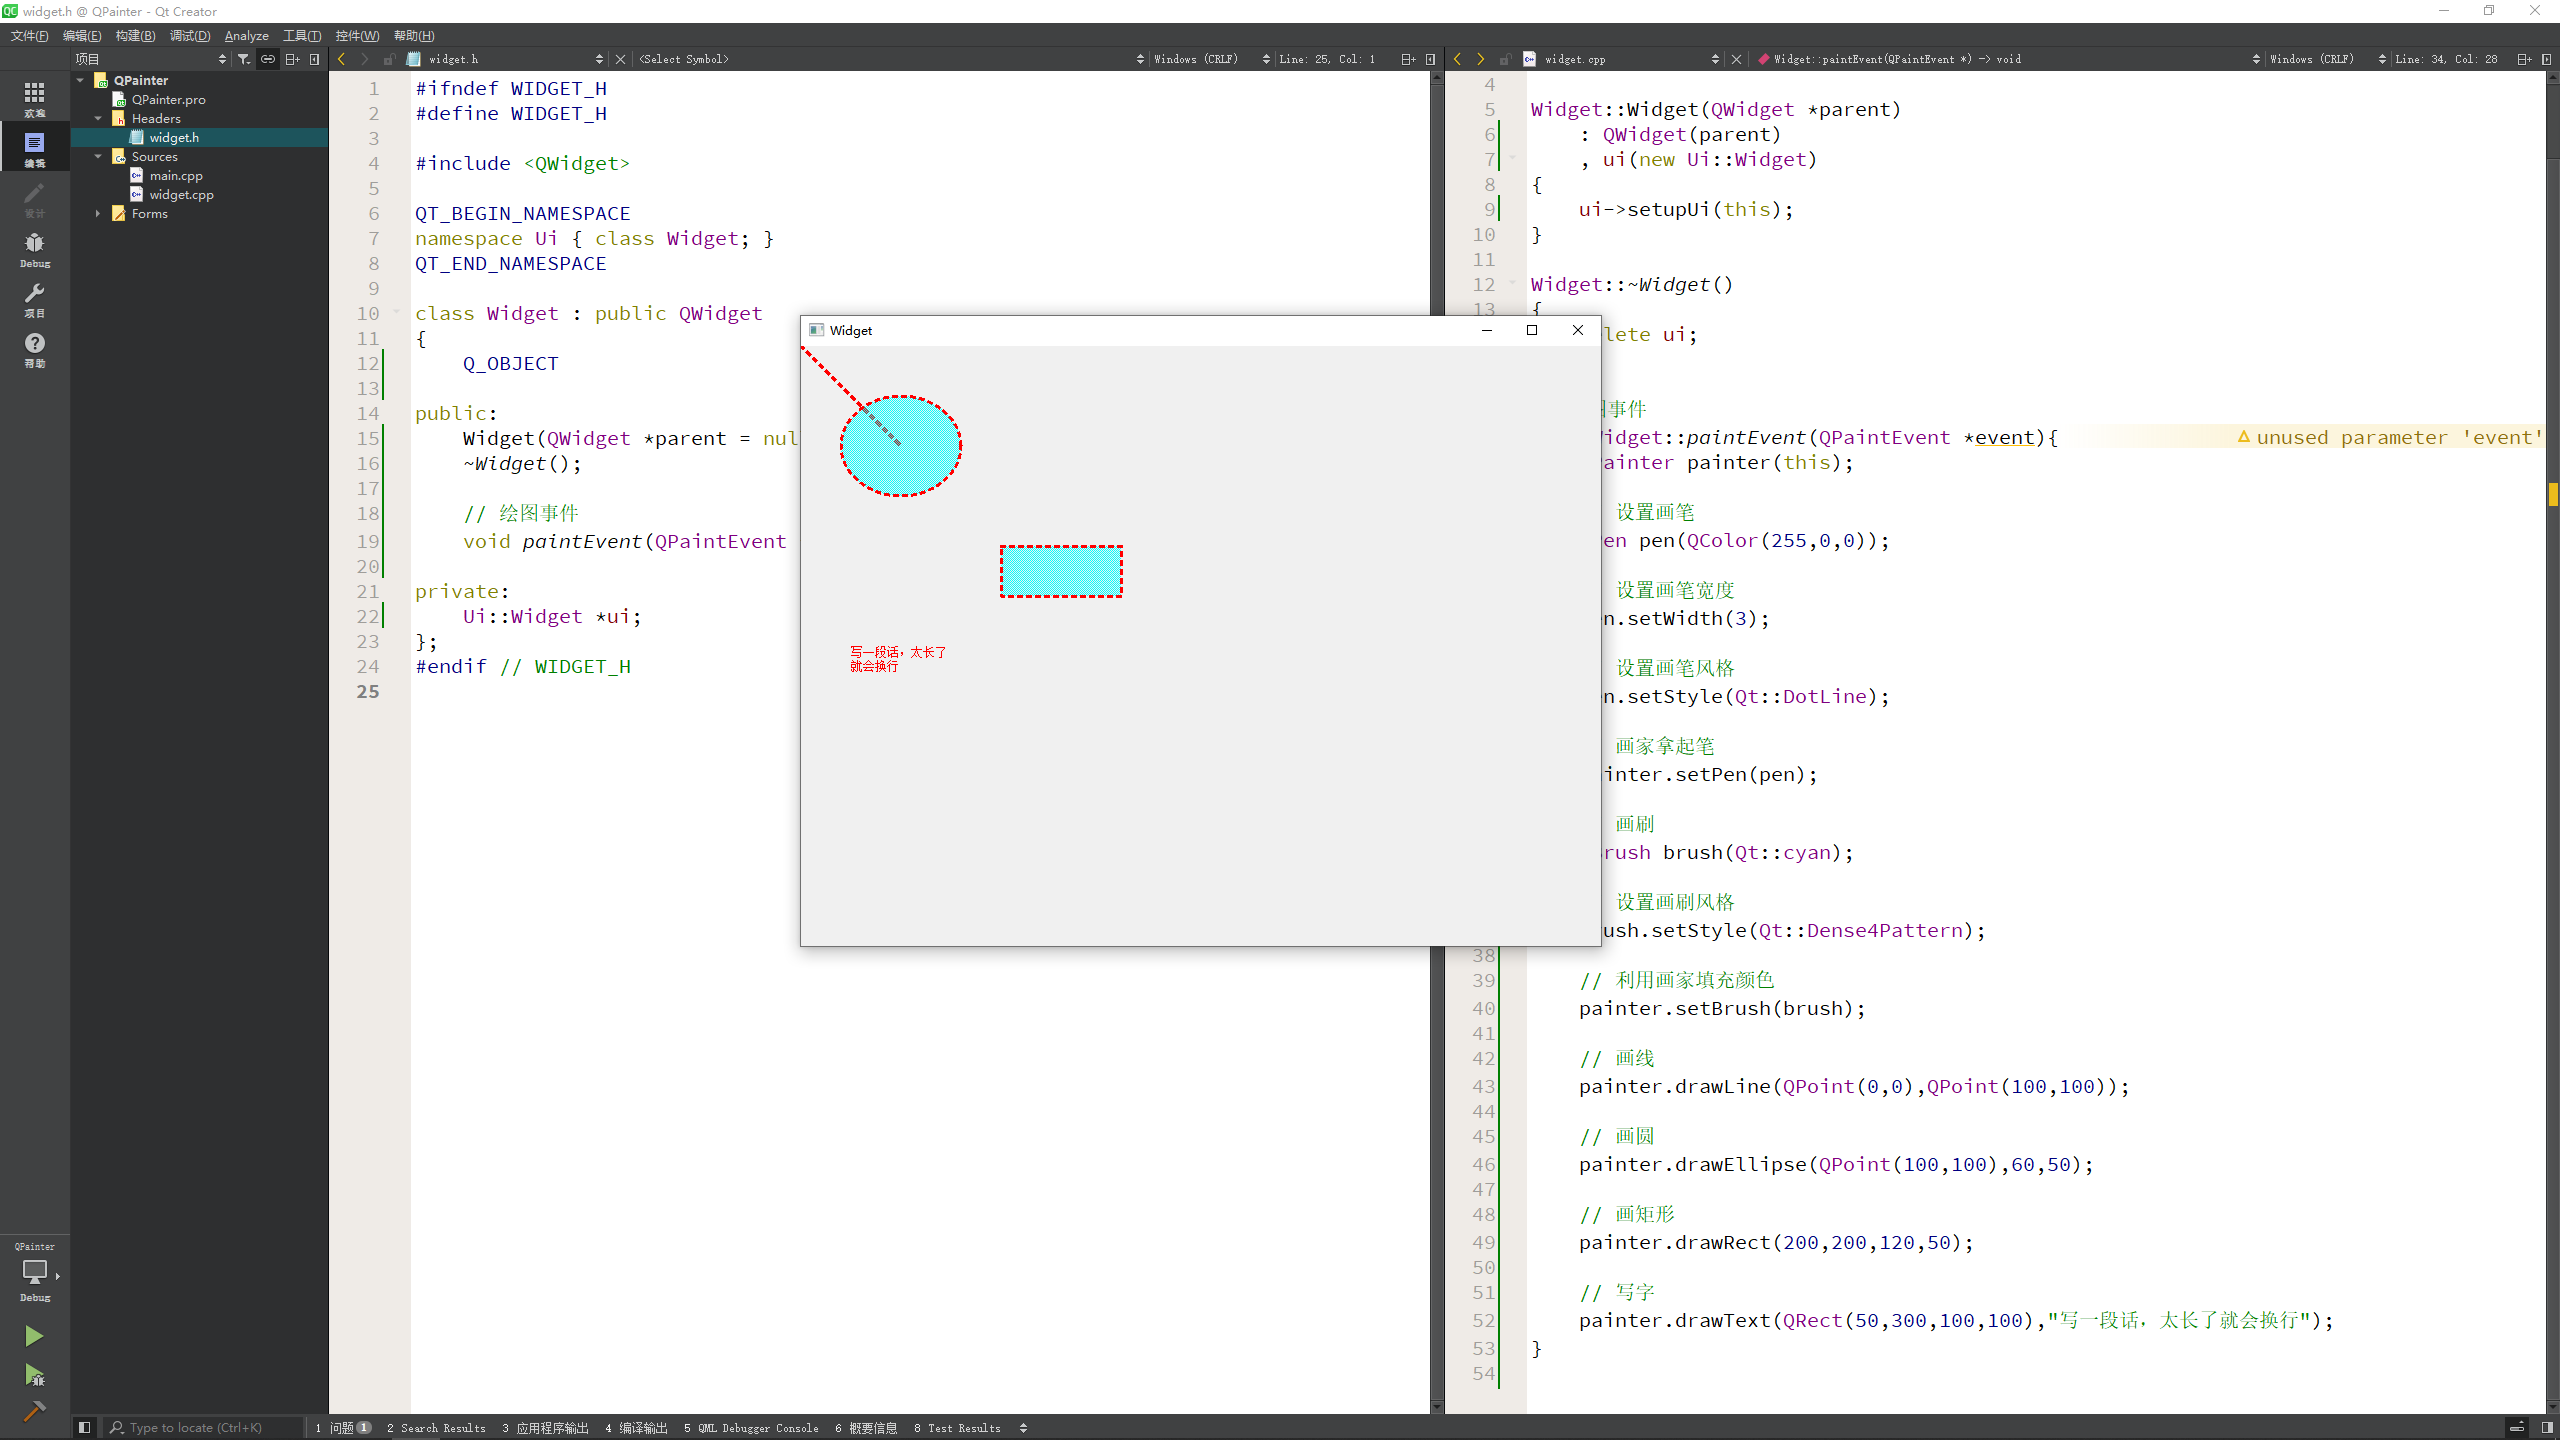 widget.h @ QPainter - Qt Creator
文件(F) 编辑(E) 构建(B) 调试(D) Analyze 工具(T) 控件(W) 帮助(H)
项目
widget.h
<Select Symbol>
Windows (CRLF)
Line: 25, Col: 1
widget.cpp
Widget::paintEvent(QPaintEvent *) -> void
Windows (CRLF)
Line: 34, Col: 28
欢迎
编辑
设计
Debug
项目
帮助
QPainter
QPainter.pro
Headers
widget.h
Sources
main.cpp
widget.cpp
Forms
1 #ifndef WIDGET_H
2 #define WIDGET_H
3
4 #include <QWidget>
5
6 QT_BEGIN_NAMESPACE
7 namespace Ui { class Widget; }
8 QT_END_NAMESPACE
9
10 class Widget : public QWidget
11 {
12 Q_OBJECT
13
14 public:
15 Widget(QWidget *parent = nul
16 ~Widget();
17
18 // 绘图事件
19 void paintEvent(QPaintEvent
20
21 private:
22 Ui::Widget *ui;
23 };
24 #endif // WIDGET_H
25
Widget
写一段话，太长了
就会换行
4
5 Widget::Widget(QWidget *parent)
6 : QWidget(parent)
7 , ui(new Ui::Widget)
8 {
9 ui->setupUi(this);
10 }
11
12 Widget::~Widget()
13 {
lete ui;
事件
idget::paintEvent(QPaintEvent *event){ unused parameter 'event'
ainter painter(this);
设置画笔
en pen(QColor(255,0,0));
设置画笔宽度
n.setWidth(3);
设置画笔风格
n.setStyle(Qt::DotLine);
画家拿起笔
inter.setPen(pen);
画刷
rush brush(Qt::cyan);
设置画刷风格
ush.setStyle(Qt::Dense4Pattern);
38
39 // 利用画家填充颜色
40 painter.setBrush(brush);
41
42 // 画线
43 painter.drawLine(QPoint(0,0),QPoint(100,100));
44
45 // 画圆
46 painter.drawEllipse(QPoint(100,100),60,50);
47
48 // 画矩形
49 painter.drawRect(200,200,120,50);
50
51 // 写字
52 painter.drawText(QRect(50,300,100,100),"写一段话，太长了就会换行");
53 }
54
QPainter
Debug
Type to locate (Ctrl+K)
1 问题 1 2 Search Results 3 应用程序输出 4 编译输出 5 QML Debugger Console 6 概要信息 8 Test Results